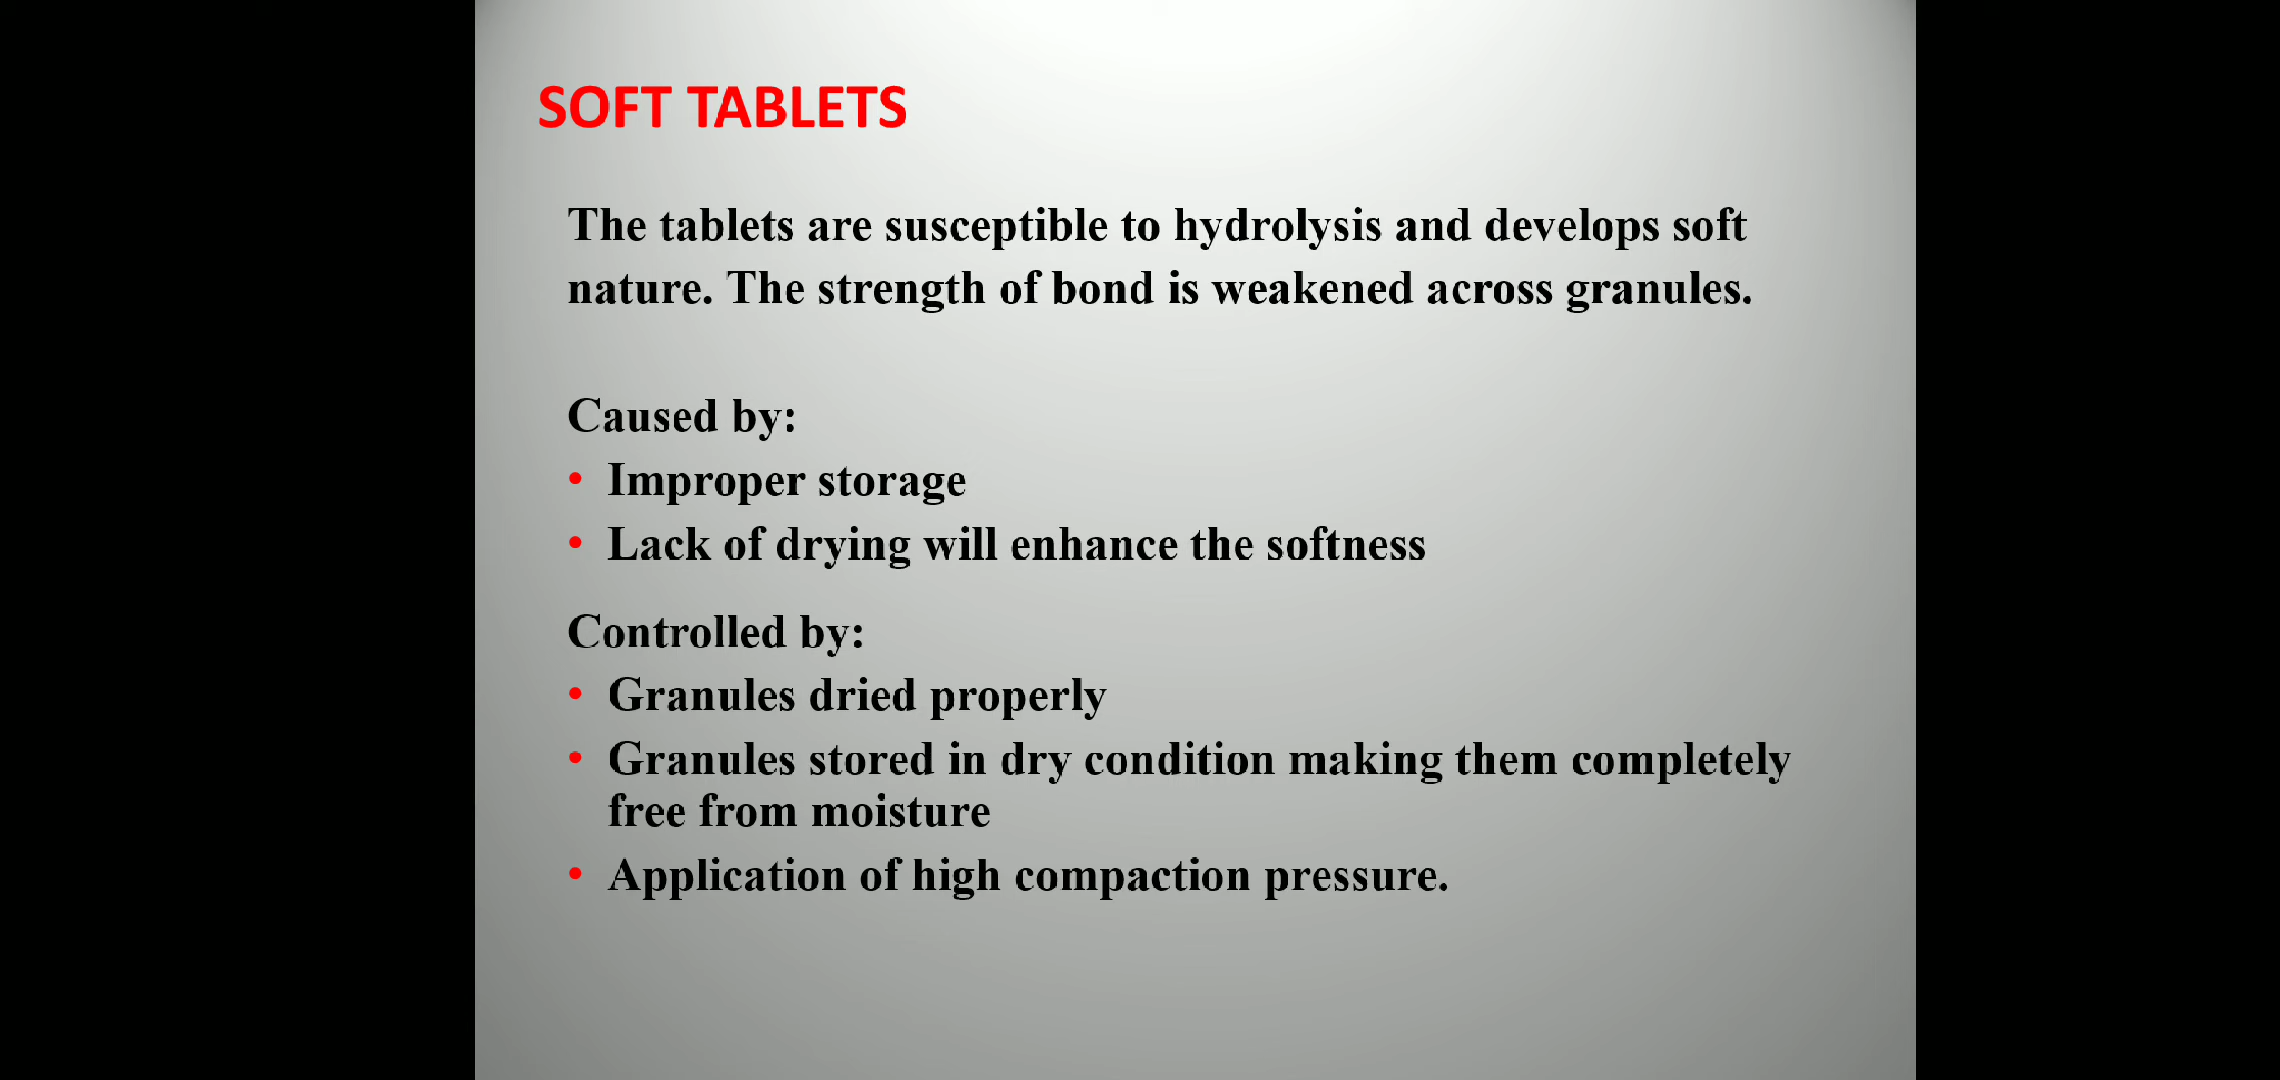 SOFT TABLETS
The tablets are susceptible to hydrolysis and develops soft
nature. The strength of bond is weakened across granules.
Caused by:
• Improper storage
• Lack of drying will enhance the softness
Controlled by:
• Granules dried properly
• Granules stored in dry condition making them completely
free from moisture
• Application of high compaction pressure.